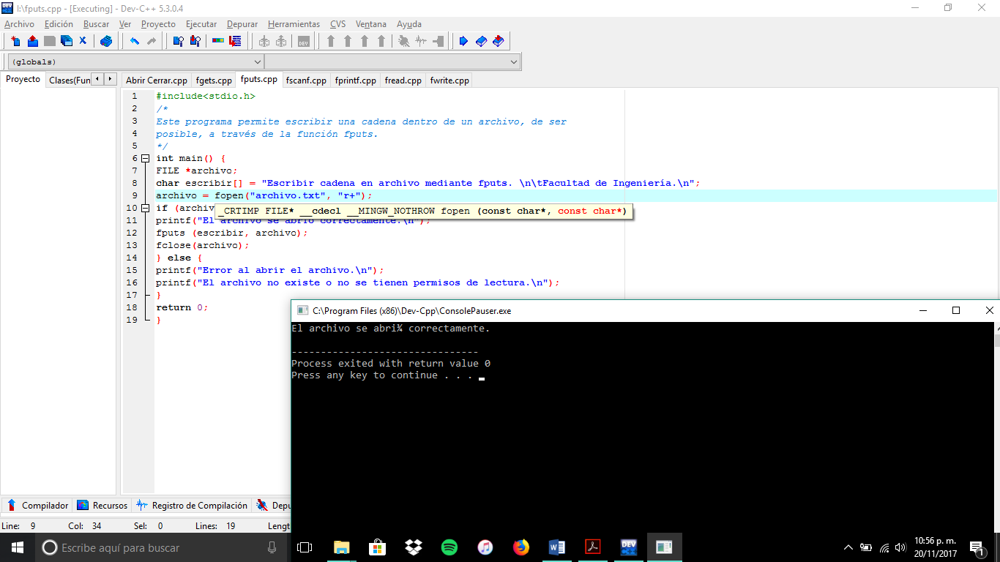 I:\fputs.cpp - [Executing] - Dev-C++ 5.3.0.4
Archivo Edición Buscar Ver Proyecto Ejecutar Depurar Herramientas CVS Ventana Ayuda
(globals)
Proyecto Clases(Fun Abrir Cerrar.cpp fgets.cpp fputs.cpp fscanf.cpp fprintf.cpp fread.cpp fwrite.cpp
1 #include<stdio.h>
2 /*
3 Este programa permite escribir una cadena dentro de un archivo, de ser
4 posible, a través de la función fputs.
5 */
6 int main() {
7 FILE *archivo;
8 char escribir[] = "Escribir cadena en archivo mediante fputs. \n\tFacultad de Ingeniería.\n";
9 archivo = fopen("archivo.txt", "r+");
10 if (archiv
_CRTIMP FILE* __cdecl __MINGW_NOTHROW fopen (const char*, const char*)
11 printf("El archivo se abrió correctamente.\n");
12 fputs (escribir, archivo);
13 fclose(archivo);
14 } else {
15 printf("Error al abrir el archivo.\n");
16 printf("El archivo no existe o no se tienen permisos de lectura.\n");
17 }
18 return 0;
19 }
C:\Program Files (x86)\Dev-Cpp\ConsolePauser.exe
El archivo se abri¾ correctamente.
--------------------------------
Process exited with return value 0
Press any key to continue . . .
Compilador Recursos Registro de Compilación Depu
Line: 9 Col: 34 Sel: 0 Lines: 19 Lengt
Escribe aquí para buscar
10:56 p. m.
20/11/2017
1